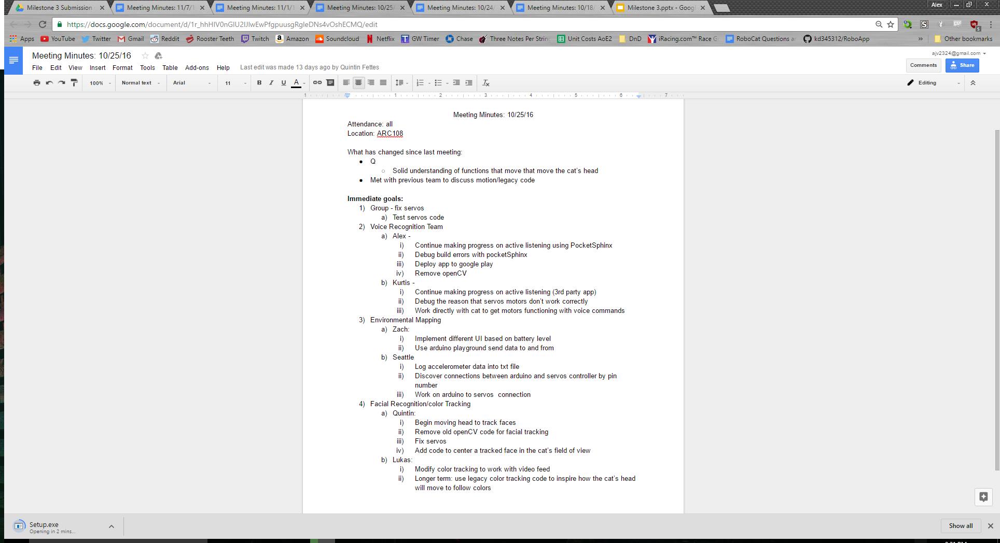 Milestone 3 Submission
Meeting Minutes: 11/7/1
Meeting Minutes: 11/1/1
Meeting Minutes: 10/25/
Meeting Minutes: 10/24/
Meeting Minutes: 10/18/
Milestone 3.pptx - Goog
Alex
https://docs.google.com/document/d/1r_hhHIV0nGIU2IJIwEwPfgpuusgRgleDNs4vOshECMQ/edit
Apps YouTube Twitter Gmail Reddit Rooster Teeth Twitch Amazon Soundcloud Netflix GW Timer Chase Three Notes Per String Unit Costs AoE2 DnD iRacing.com™ Race G RoboCat Questions an kd345312/RoboApp » Other bookmarks
Meeting Minutes: 10/25/16
ajv2324@gmail.com
File Edit View Insert Format Tools Table Add-ons Help Last edit was made 13 days ago by Quintin Fettes
Comments Share
100% Normal text Arial 11 B I U A Editing
1 1 2 3 4 5 6 7
Meeting Minutes: 10/25/16
Attendance: all
Location: ARC108
What has changed since last meeting:
● Q
○ Solid understanding of functions that move that move the cat's head
● Met with previous team to discuss motion/legacy code
Immediate goals:
1) Group - fix servos
a) Test servos code
2) Voice Recognition Team
a) Alex -
i) Continue making progress on active listening using PocketSphinx
ii) Debug build errors with pocketSphinx
iii) Deploy app to google play
iv) Remove openCV
b) Kurtis -
i) Continue making progress on active listening (3rd party app)
ii) Debug the reason that servos motors don't work correctly
iii) Work directly with cat to get motors functioning with voice commands
3) Environmental Mapping
a) Zach:
i) Implement different UI based on battery level
ii) Use arduino playground send data to and from
b) Seattle
i) Log accelerometer data into txt file
ii) Discover connections between arduino and servos controller by pin
number
iii) Work on arduino to servos connection
4) Facial Recognition/color Tracking
a) Quintin:
i) Begin moving head to track faces
ii) Remove old openCV code for facial tracking
iii) Fix servos
iv) Add code to center a tracked face in the cat's field of view
b) Lukas:
i) Modify color tracking to work with video feed
ii) Longer term: use legacy color tracking code to inspire how the cat's head
will move to follow colors
Setup.exe
Opening in 2 mins...
Show all